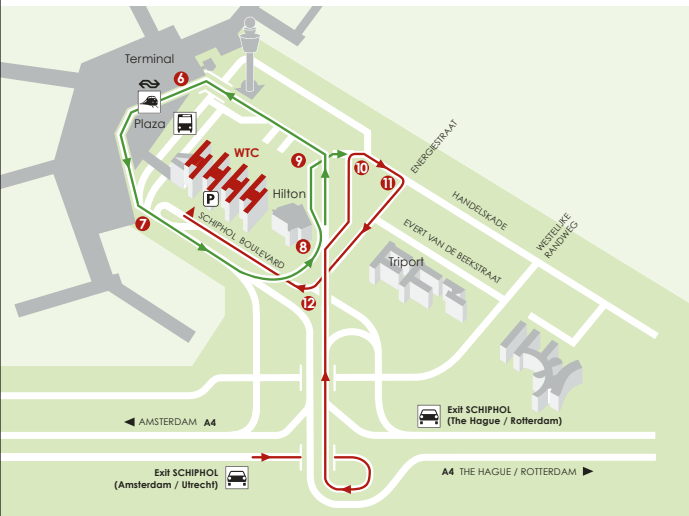 Terminal
6
Plaza
WTC
9
10
11
ENERGIESTRAAT
P
Hilton
HANDELSKADE
7
SCHIPHOL BOULEVARD
8
EVERT VAN DE BEEKSTRAAT
WESTELIJKE
RANDWEG
Triport
12
AMSTERDAM A4
Exit SCHIPHOL
(The Hague / Rotterdam)
Exit SCHIPHOL
(Amsterdam / Utrecht)
A4 THE HAGUE / ROTTERDAM